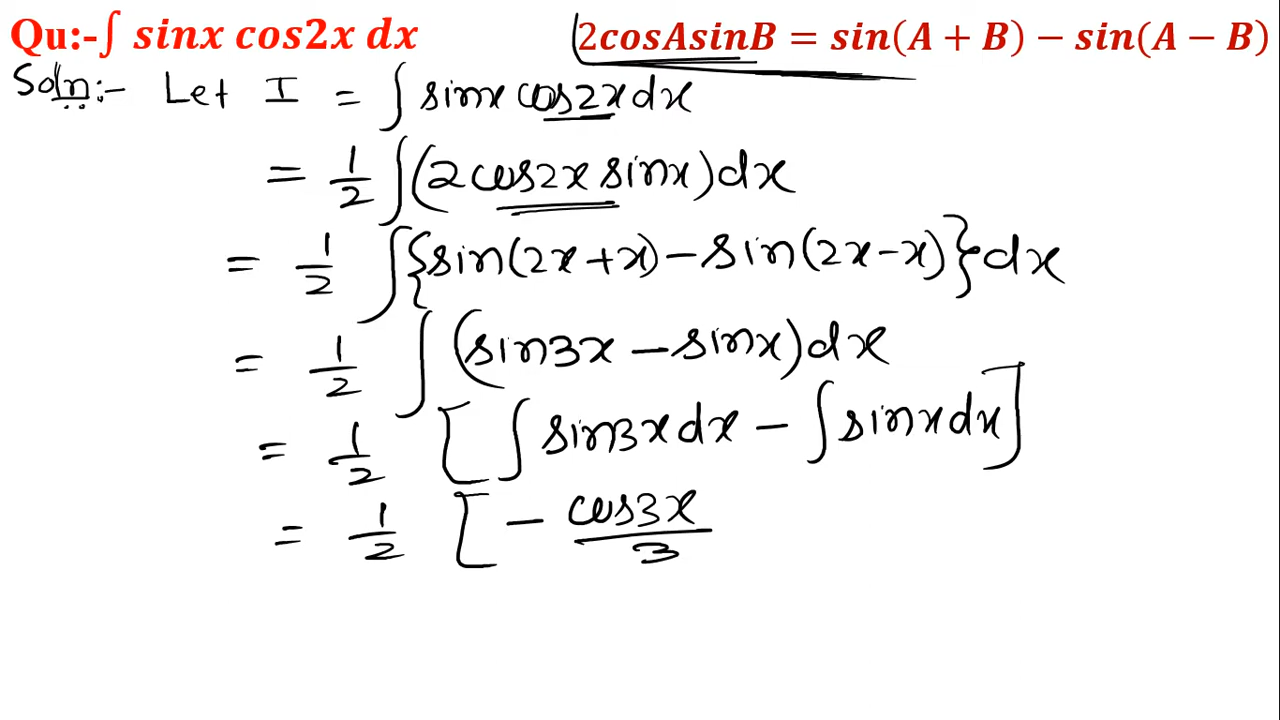 Qu:-∫ sinx cos2x dx
2cosAsinB = sin(A + B) − sin(A − B)
Soln:- Let I = ∫ sinx cos2x dx
= 1/2 ∫(2cos2x sinx)dx
= 1/2 ∫{sin(2x+x)−sin(2x−x)}dx
= 1/2 ∫ (sin3x −sinx)dx
= 1/2 [ ∫ sin3x dx − ∫ sinx dx]
= 1/2 [ − cos3x/3